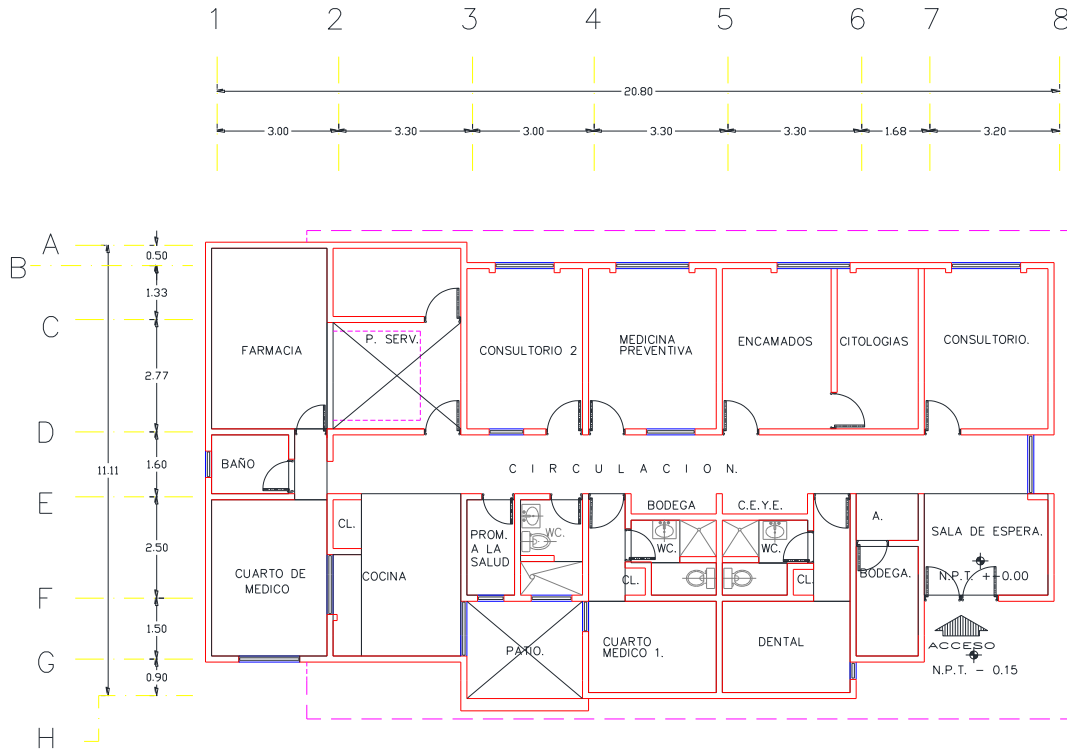 1 2 3 4 5 6 7 8
20.80
3.00 3.30 3.00 3.30 3.30 1.68 3.20
A
0.50
B
1.33
C
2.77
D
1.60
11.11
E
2.50
F
1.50
G
0.90
H
P. SERV.
FARMACIA
CONSULTORIO 2
MEDICINA
PREVENTIVA
ENCAMADOS
CITOLOGIAS
CONSULTORIO.
BAÑO
C I R C U L A C I O N.
CL.
PROM.
A LA
SALUD
WC.
BODEGA
C.E.Y.E.
WC.
WC.
CL.
CL.
A.
SALA DE ESPERA.
N.P.T. +-0.00
CUARTO DE
MEDICO
COCINA
BODEGA.
PATIO.
CUARTO
MEDICO 1.
DENTAL
ACCESO
N.P.T. - 0.15